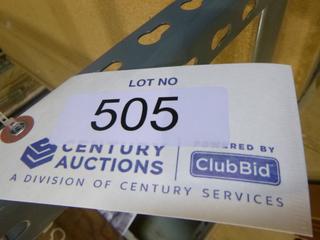 LOT NO
505
CENTURY AUCTIONS
POWERED BY
ClubBid
A DIVISION OF CENTURY SERVICES